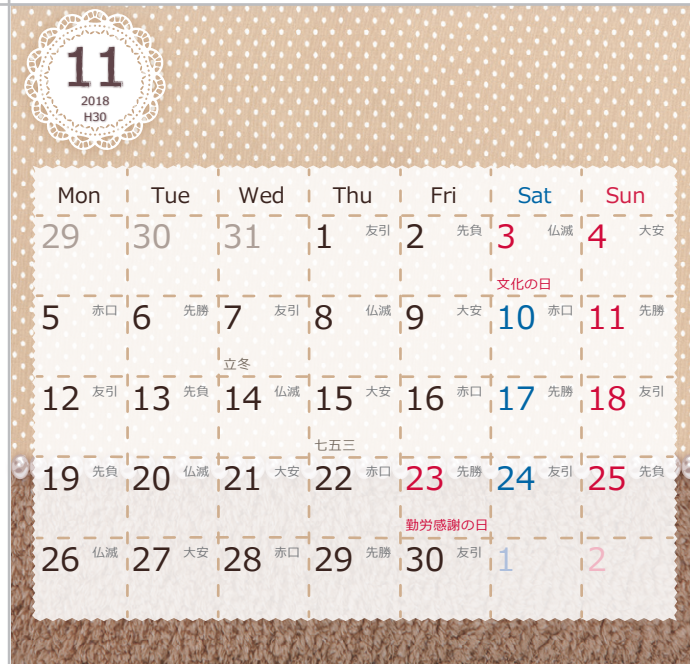 11
2018
H30
Mon Tue Wed Thu Fri Sat Sun
29 30 31 1 友引 2 先負 3 仏滅 4 大安
文化の日
5 赤口 6 先勝 7 友引 8 仏滅 9 大安 10 赤口 11 先勝
立冬
12 友引 13 先負 14 仏滅 15 大安 16 赤口 17 先勝 18 友引
七五三
19 先負 20 仏滅 21 大安 22 赤口 23 先勝 24 友引 25 先負
勤労感謝の日
26 仏滅 27 大安 28 赤口 29 先勝 30 友引 1 2